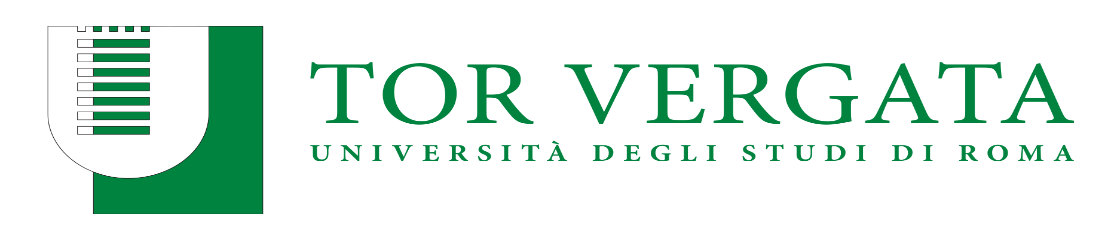 TOR VERGATA
UNIVERSITÀ DEGLI STUDI DI ROMA